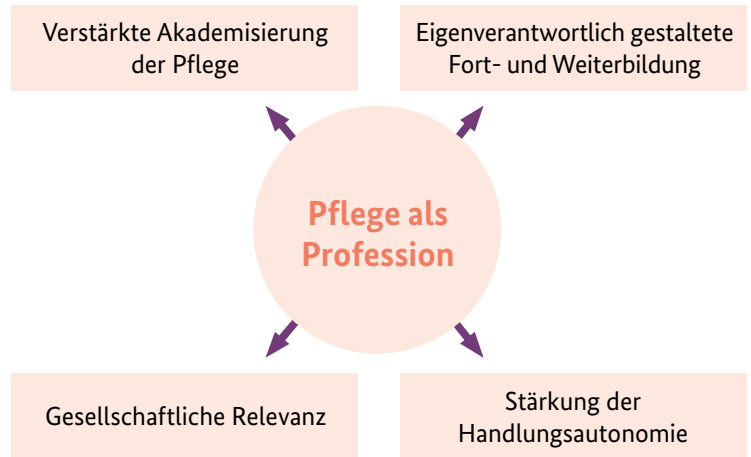 Verstärkte Akademisierung
der Pflege
Eigenverantwortlich gestaltete
Fort- und Weiterbildung
Pflege als
Profession
Gesellschaftliche Relevanz
Stärkung der
Handlungsautonomie